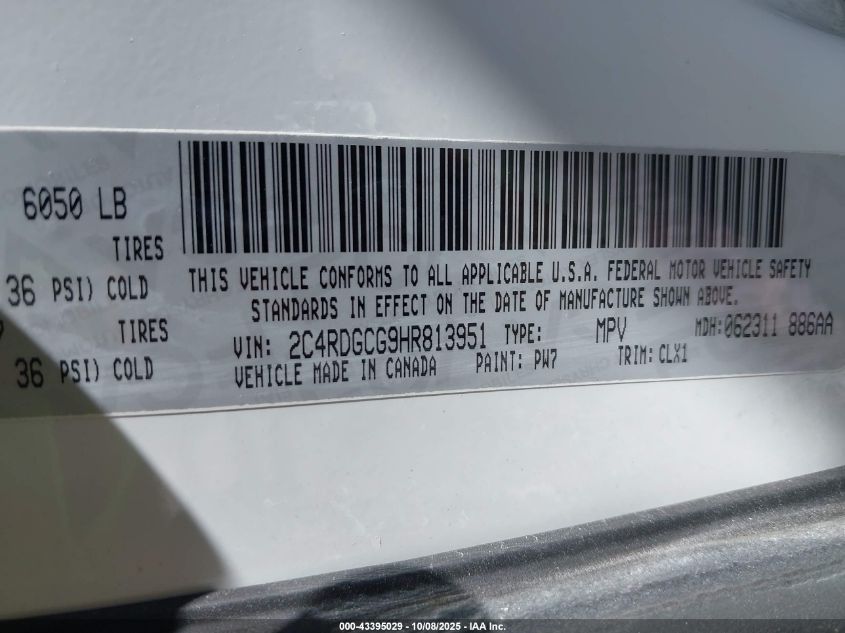 6050 LB
TIRES
36 PSI) COLD
TIRES
36 PSI) COLD
THIS VEHICLE CONFORMS TO ALL APPLICABLE U.S.A. FEDERAL MOTOR VEHICLE SAFETY
STANDARDS IN EFFECT ON THE DATE OF MANUFACTURE SHOWN ABOVE.
VIN: 2C4RDGCG9HR813951 TYPE: MPV MDH:062311 886AA
VEHICLE MADE IN CANADA PAINT: PW7 TRIM: CLX1
000-43395029 - 10/08/2025 - IAA Inc.